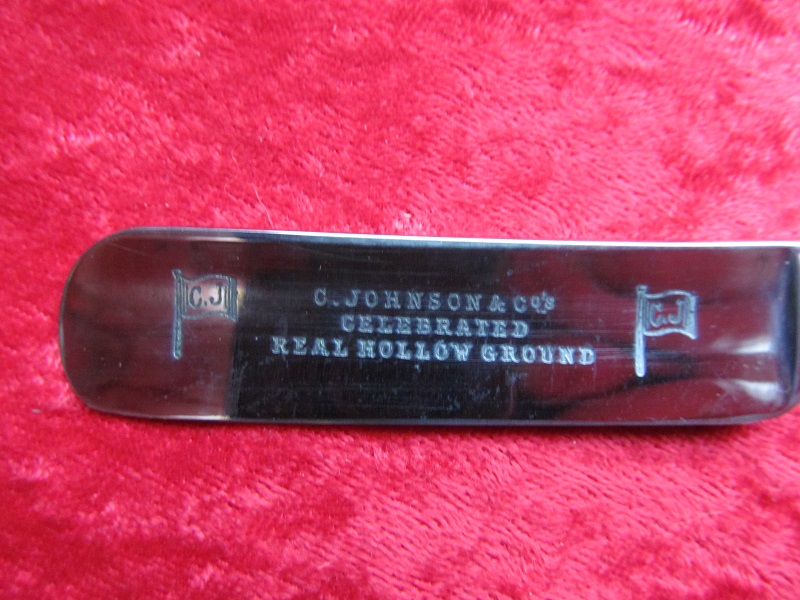 C.J
C. JOHNSON & Co's
CELEBRATED
REAL HOLLOW GROUND
C.J